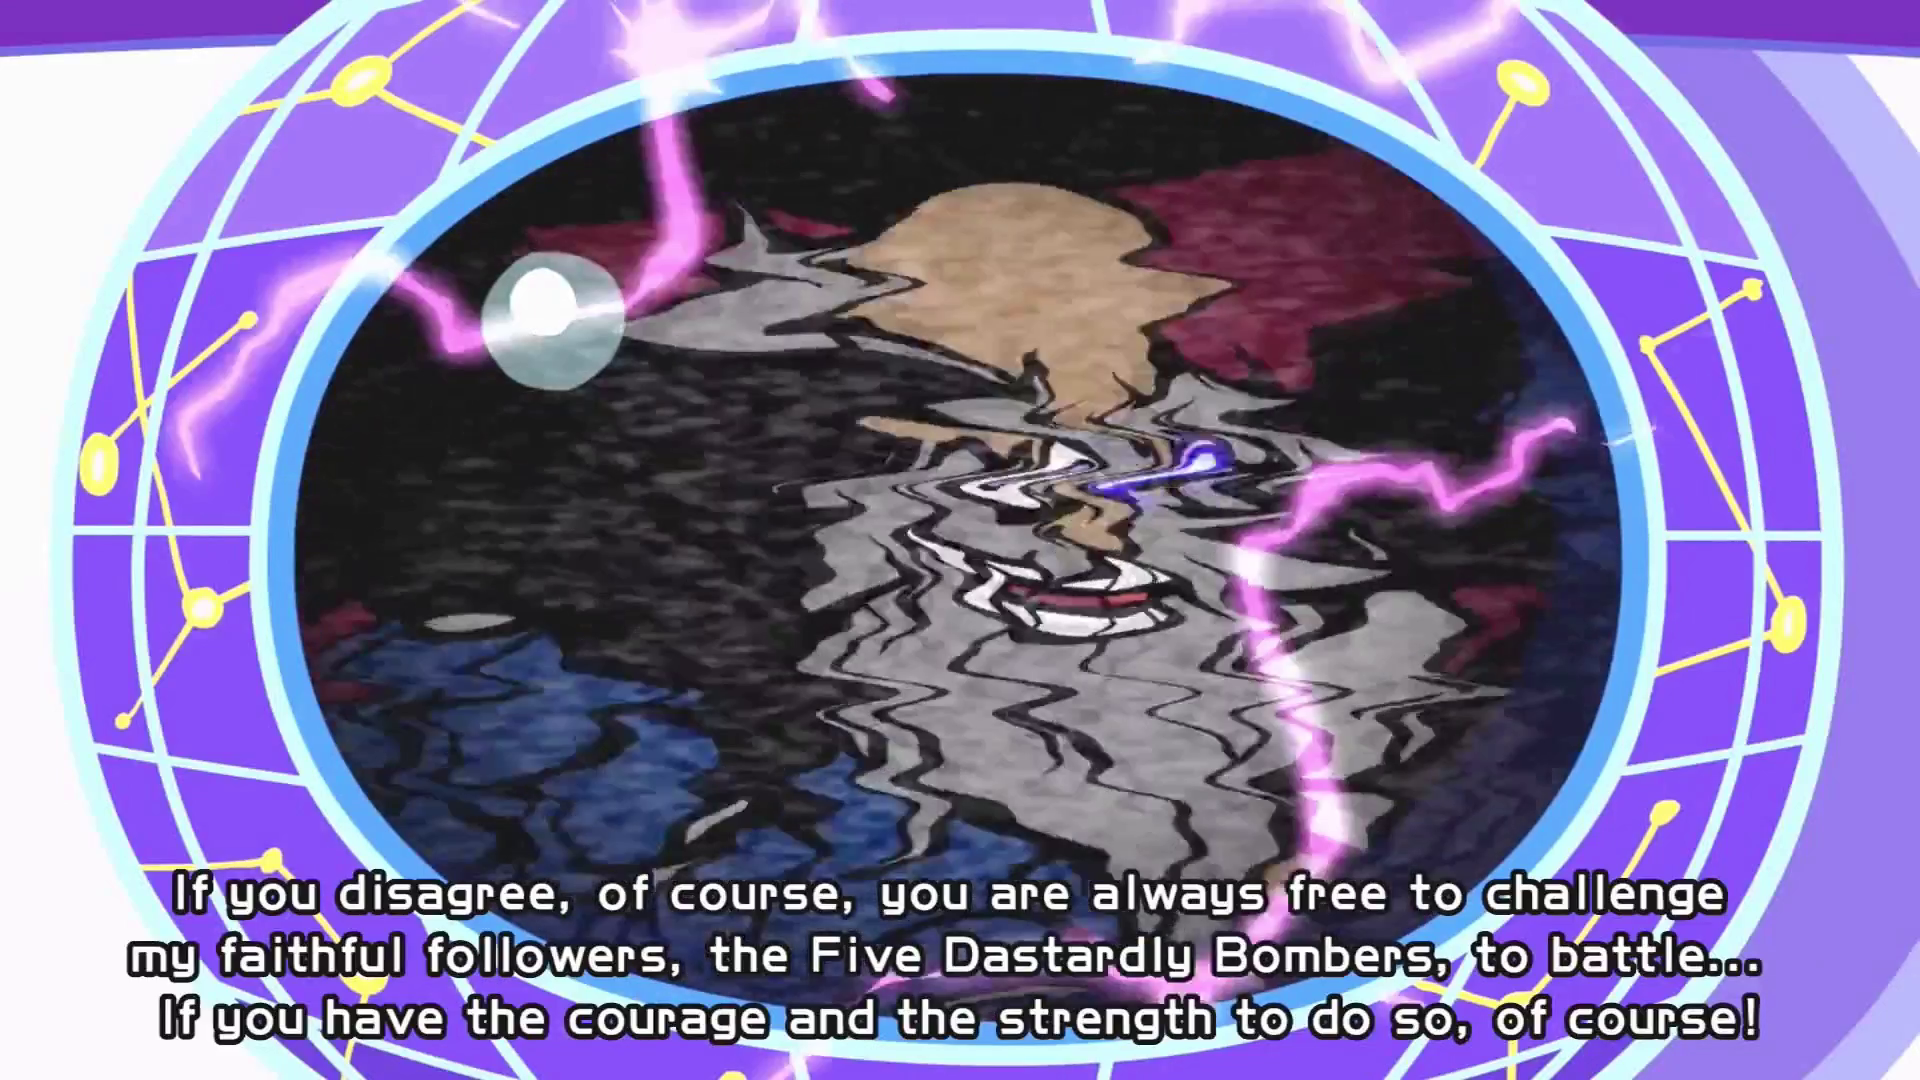 If you disagree, of course, you are always free to challenge
my faithful followers, the Five Dastardly Bombers, to battle...
If you have the courage and the strength to do so, of course!